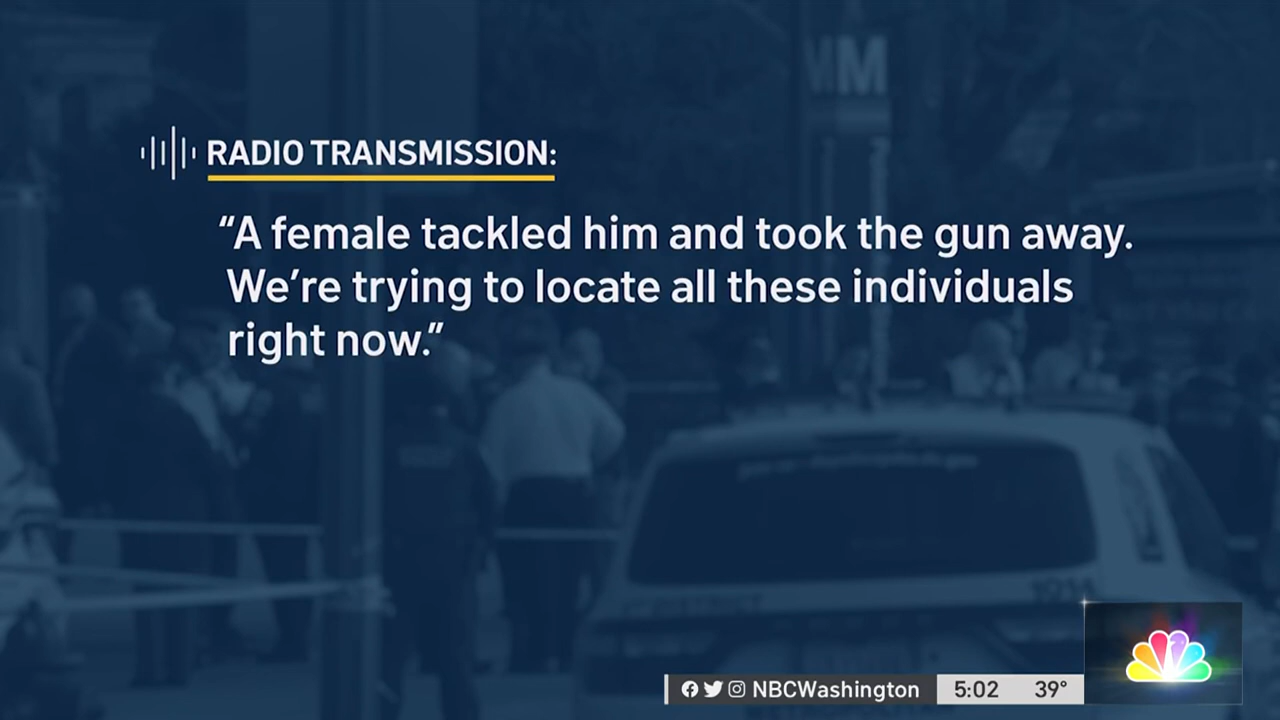 M
RADIO TRANSMISSION:
“A female tackled him and took the gun away.
We’re trying to locate all these individuals
right now.”
NBCWashington
5:02 39°